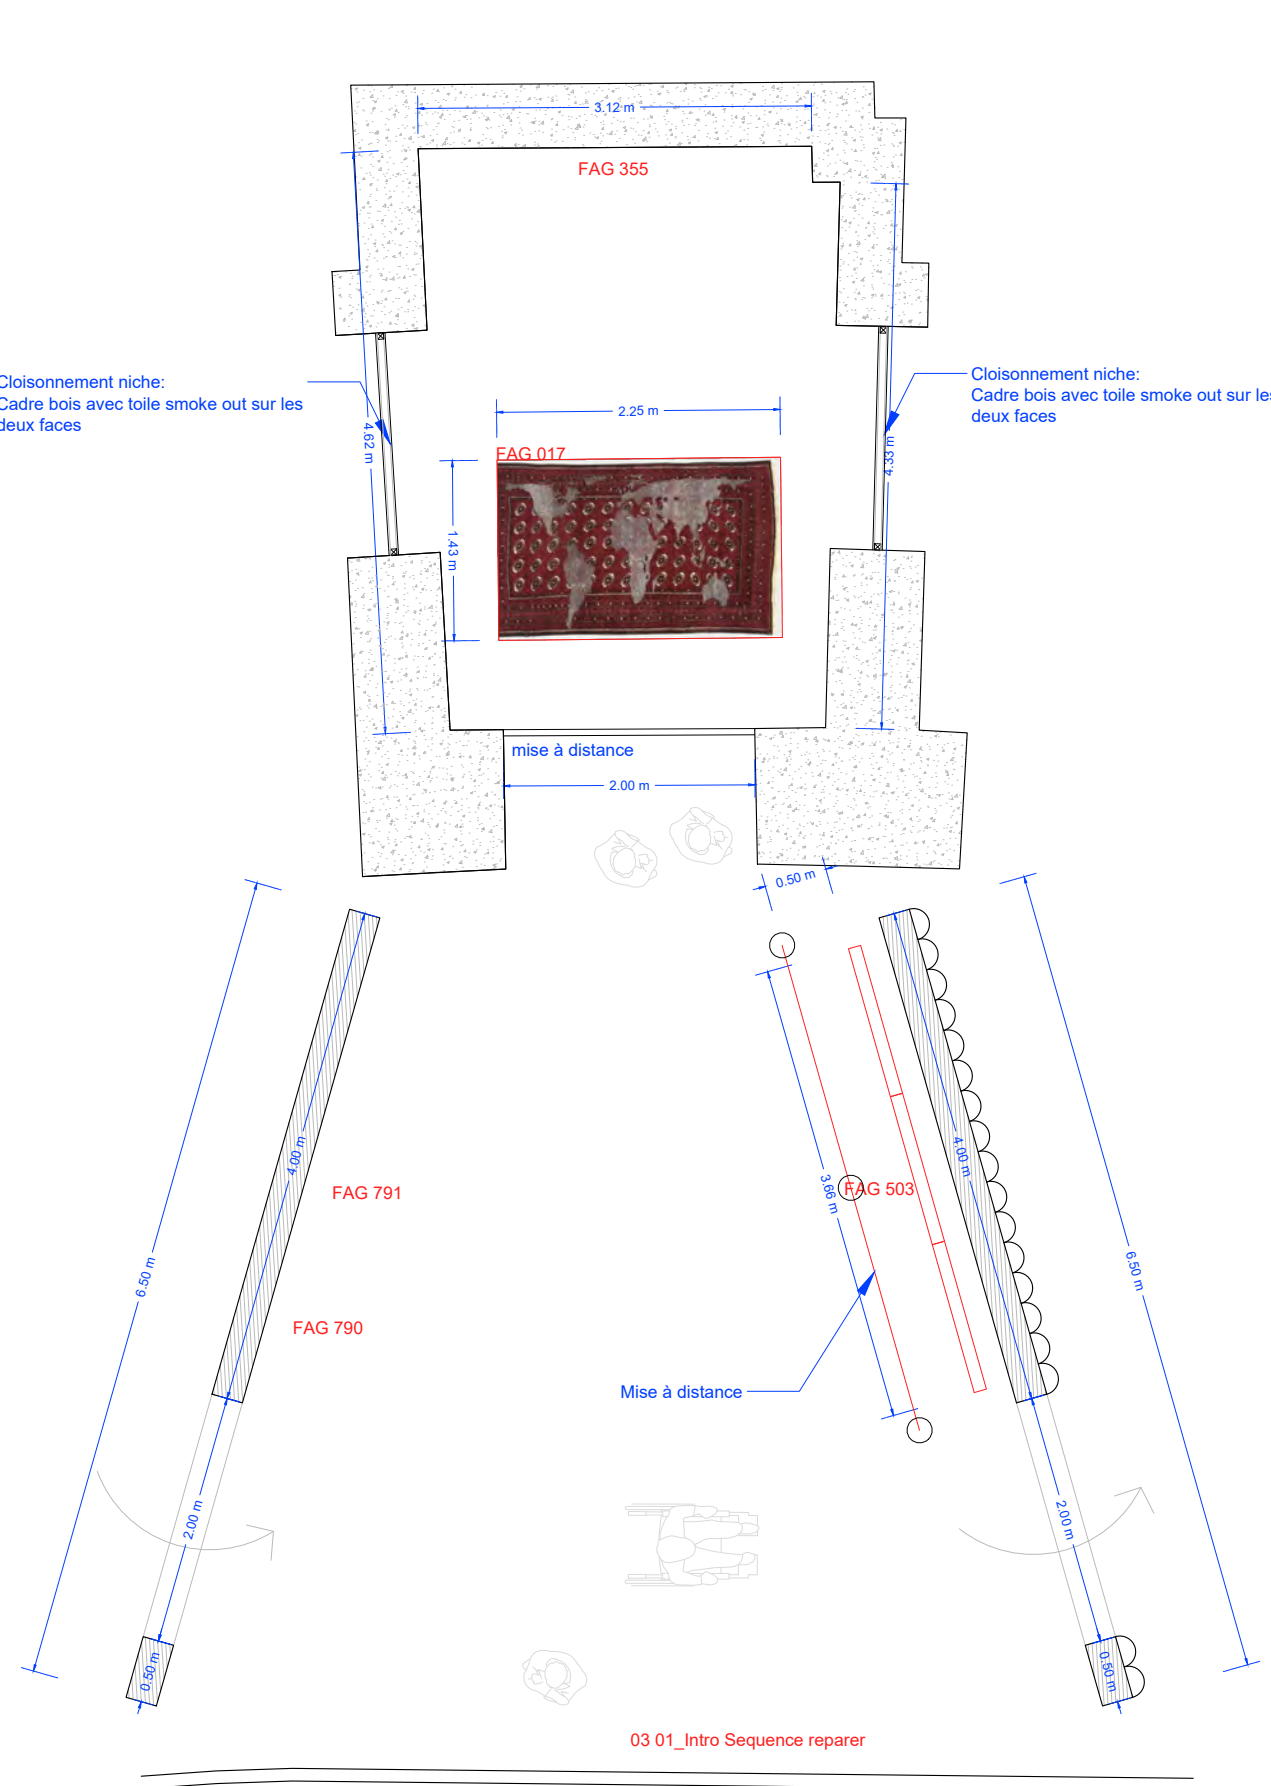 3.12 m
FAG 355
Cloisonnement niche:
Cadre bois avec toile smoke out sur les
deux faces
Cloisonnement niche:
Cadre bois avec toile smoke out sur les
deux faces
2.25 m
4.62 m
4.33 m
FAG 017
1.43 m
mise à distance
2.00 m
0.50 m
4.00 m
4.00 m
FAG 791
3.66 m
FAG 503
6.50 m
6.50 m
FAG 790
Mise à distance
2.00 m
2.00 m
0.50 m
0.50 m
03 01_Intro Sequence reparer